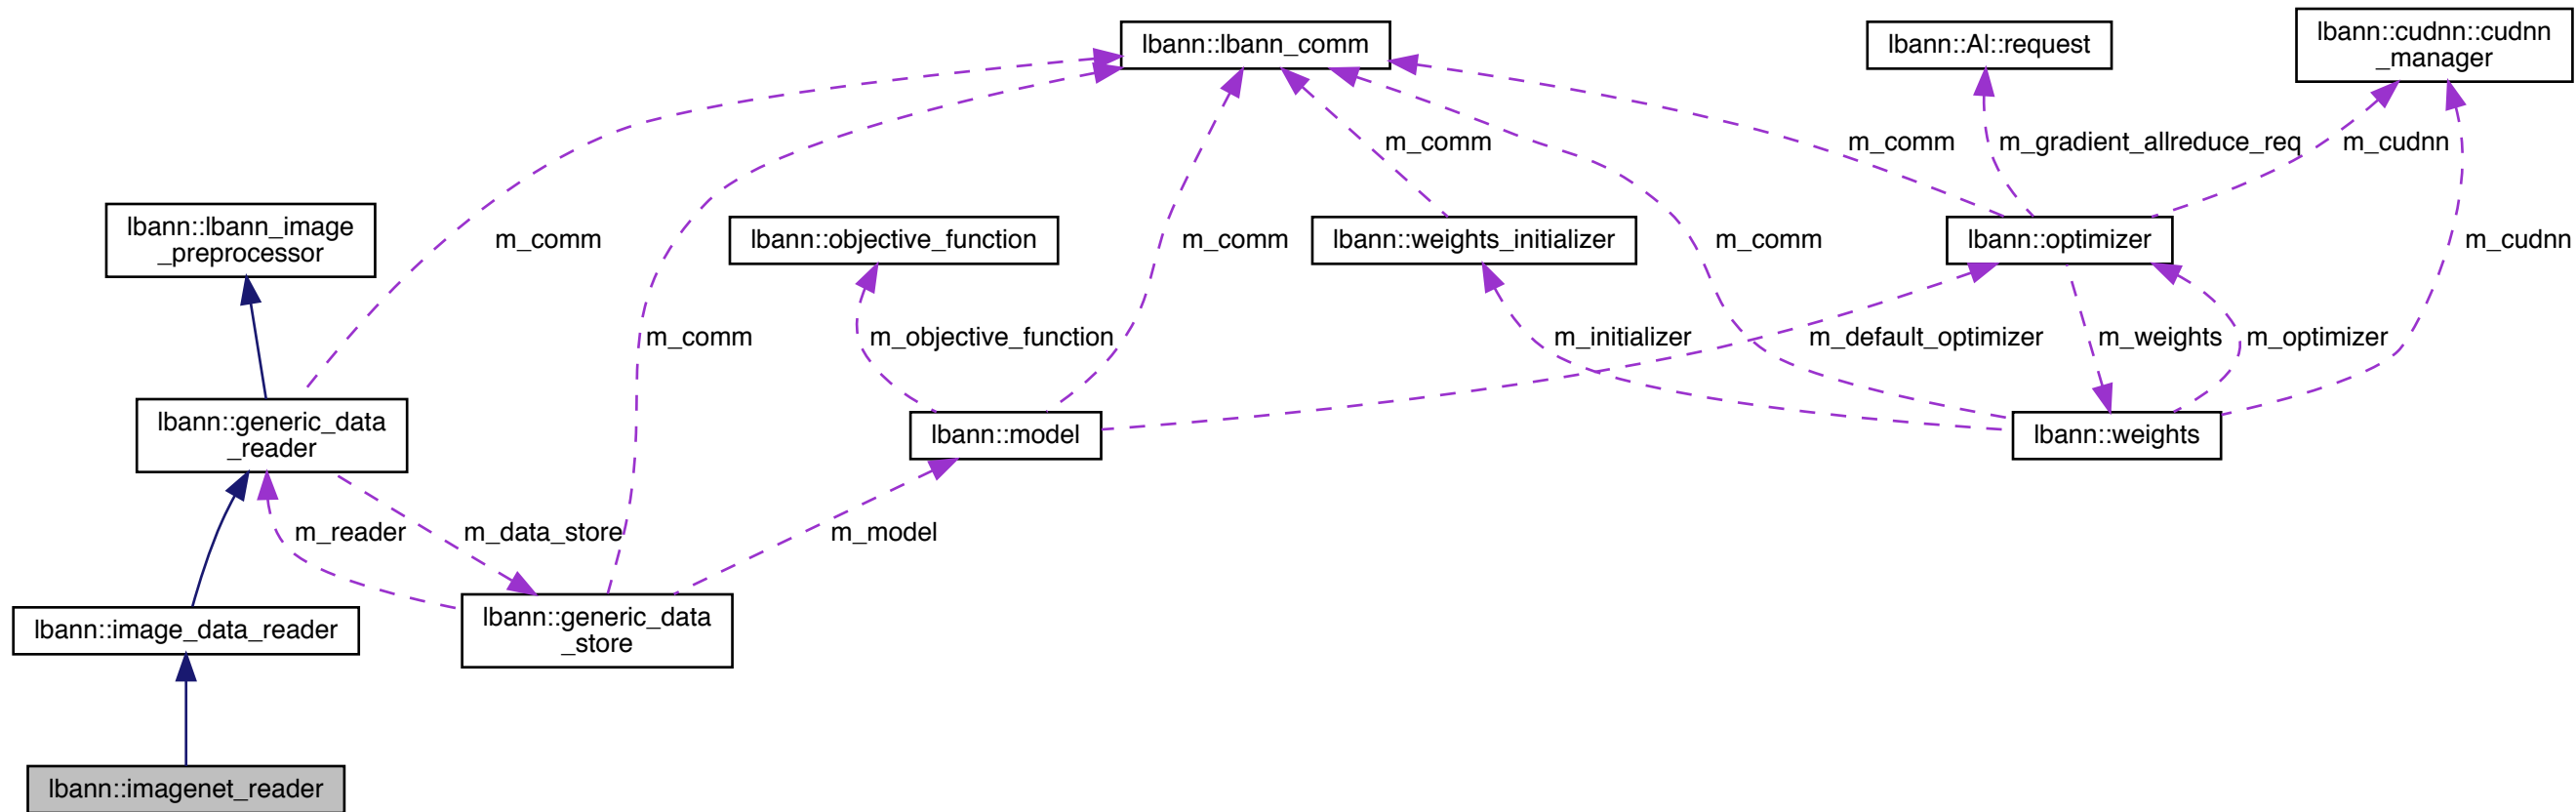 lbann::lbann_comm
lbann::Al::request
lbann::cudnn::cudnn
_manager
m_comm
m_comm
m_gradient_allreduce_req
m_cudnn
lbann::lbann_image
_preprocessor
m_comm
lbann::objective_function
m_comm
lbann::weights_initializer
m_comm
lbann::optimizer
m_cudnn
m_comm
m_objective_function
m_initializer
m_default_optimizer
m_weights
m_optimizer
lbann::generic_data
_reader
lbann::model
lbann::weights
m_reader
m_data_store
m_model
lbann::image_data_reader
lbann::generic_data
_store
lbann::imagenet_reader